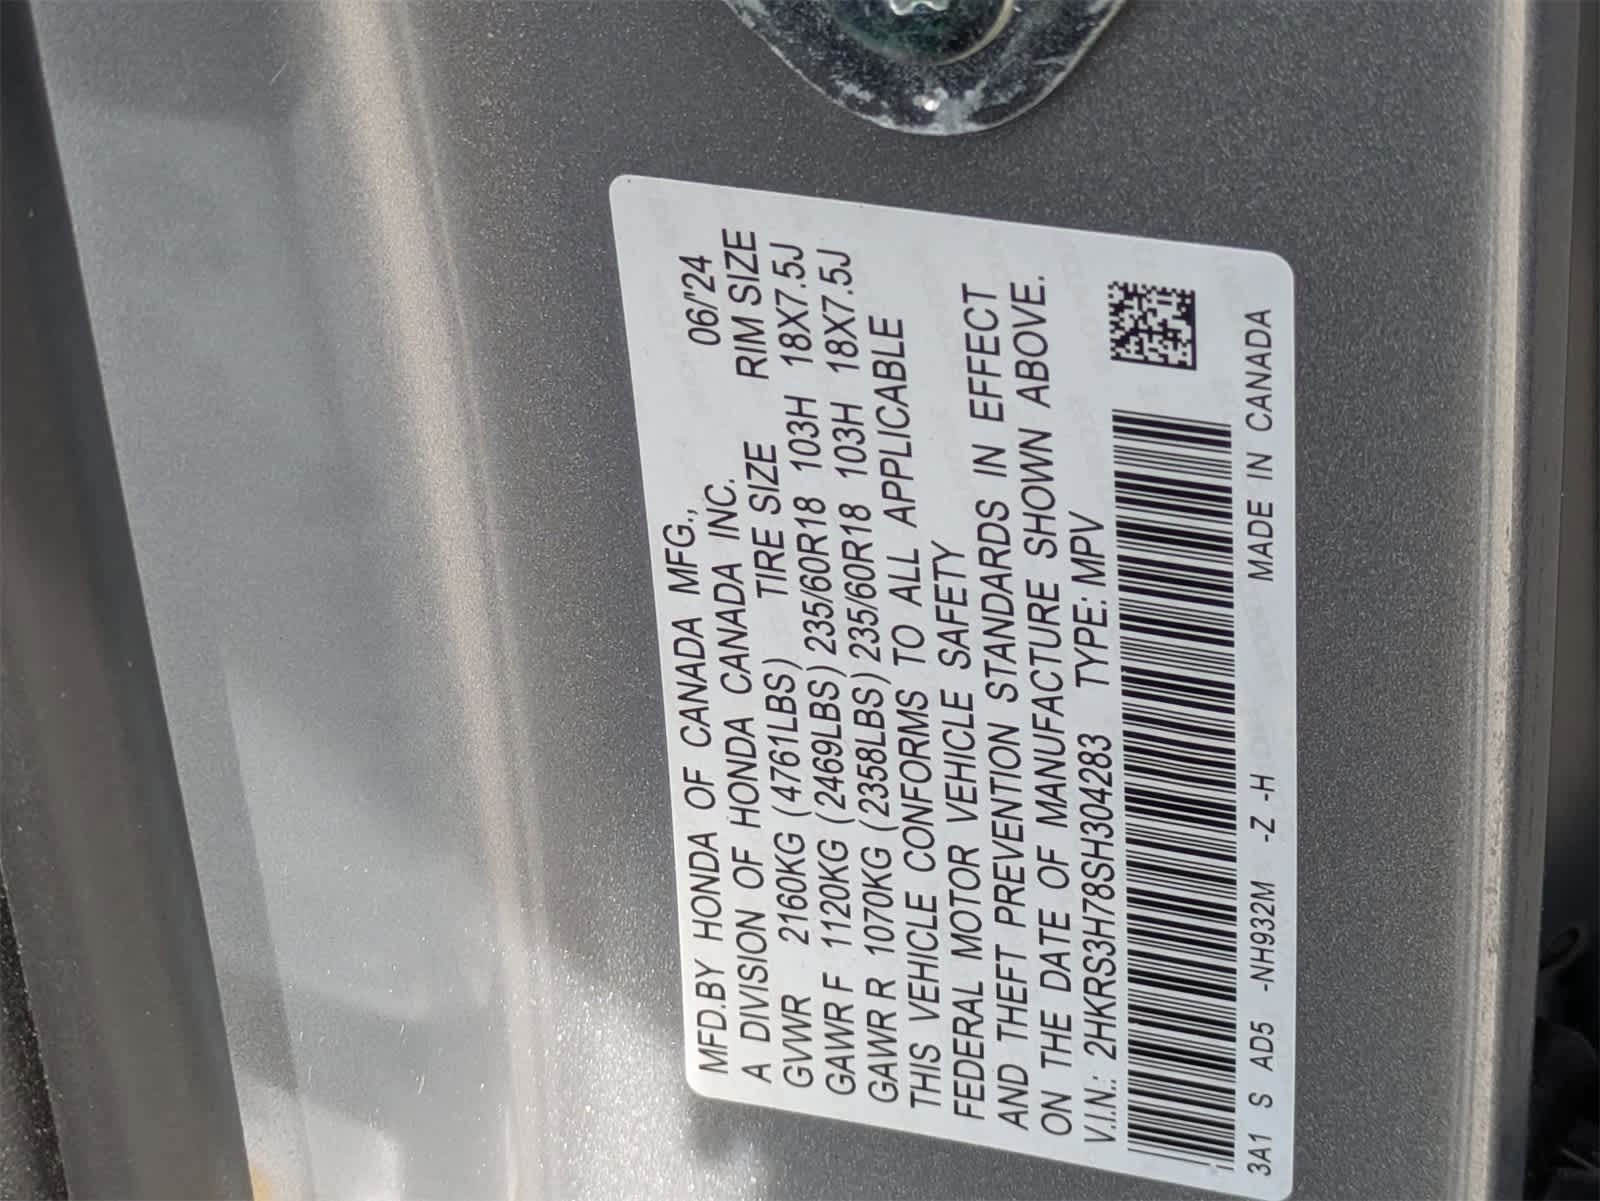 MFD.BY HONDA OF CANADA MFG., 06/'24
A DIVISION OF HONDA CANADA INC.
TIRE SIZE RIM SIZE
GVWR 2160KG (4761LBS)
GAWR F 1120KG (2469LBS) 235/60R18 103H 18X7.5J
GAWR R 1070KG (2358LBS) 235/60R18 103H 18X7.5J
THIS VEHICLE CONFORMS TO ALL APPLICABLE
FEDERAL MOTOR VEHICLE SAFETY
AND THEFT PREVENTION STANDARDS IN EFFECT
ON THE DATE OF MANUFACTURE SHOWN ABOVE.
V.I.N.: 2HKRS3H78SH304283 TYPE: MPV
3A1 S AD5 -NH932M -Z -H MADE IN CANADA